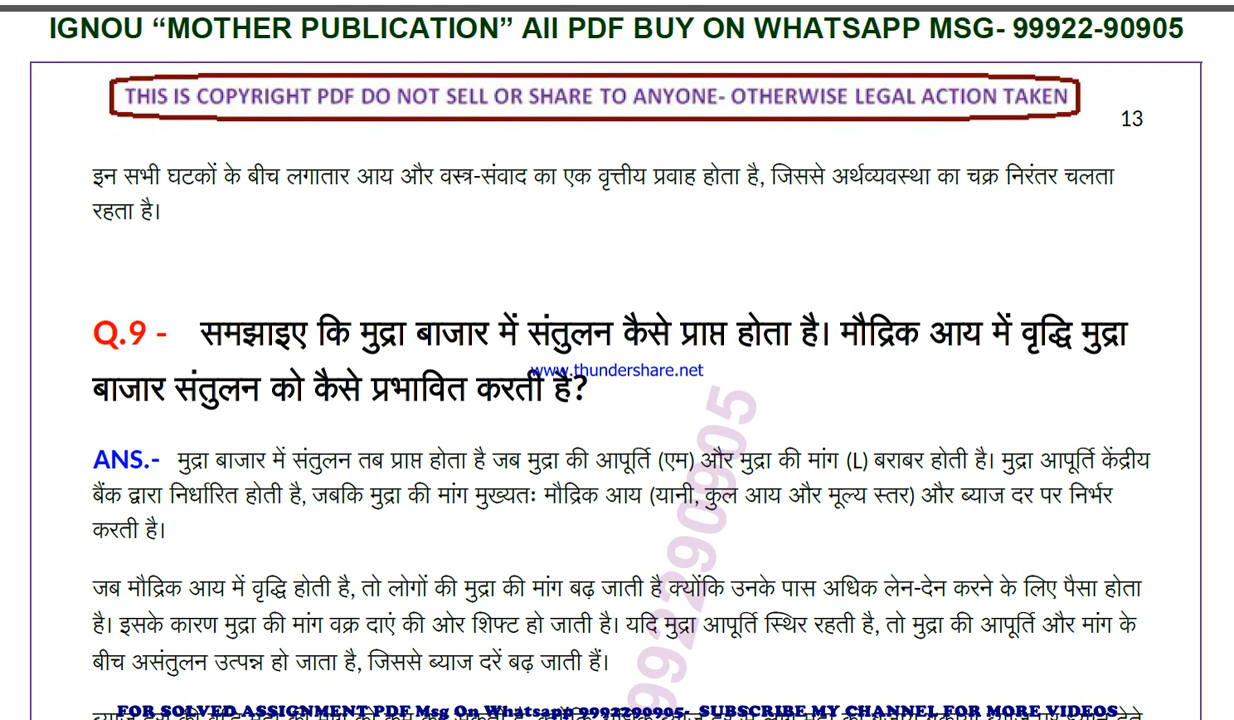 IGNOU “MOTHER PUBLICATION” All PDF BUY ON WHATSAPP MSG- 99922-90905
THIS IS COPYRIGHT PDF DO NOT SELL OR SHARE TO ANYONE- OTHERWISE LEGAL ACTION TAKEN
13
इन सभी घटकों के बीच लगातार आय और वस्त्र-संवाद का एक वृत्तीय प्रवाह होता है, जिससे अर्थव्यवस्था का चक्र निरंतर चलता
रहता है।
Q.9 - समझाइए कि मुद्रा बाजार में संतुलन कैसे प्राप्त होता है। मौद्रिक आय में वृद्धि मुद्रा
www.thundershare.net
बाजार संतुलन को कैसे प्रभावित करती है?
ANS.- मुद्रा बाजार में संतुलन तब प्राप्त होता है जब मुद्रा की आपूर्ति (एम) और मुद्रा की मांग (L) बराबर होती है। मुद्रा आपूर्ति केंद्रीय
बैंक द्वारा निर्धारित होती है, जबकि मुद्रा की मांग मुख्यतः मौद्रिक आय (यानी, कुल आय और मूल्य स्तर) और ब्याज दर पर निर्भर
करती है।
जब मौद्रिक आय में वृद्धि होती है, तो लोगों की मुद्रा की मांग बढ़ जाती है क्योंकि उनके पास अधिक लेन-देन करने के लिए पैसा होता
है। इसके कारण मुद्रा की मांग वक्र दाएं की ओर शिफ्ट हो जाती है। यदि मुद्रा आपूर्ति स्थिर रहती है, तो मुद्रा की आपूर्ति और मांग के
बीच असंतुलन उत्पन्न हो जाता है, जिससे ब्याज दरें बढ़ जाती हैं।
9992290905
FOR SOLVED ASSIGNMENT PDF Msg On Whatsapp 9992290905- SUBSCRIBE MY CHANNEL FOR MORE VIDEOS